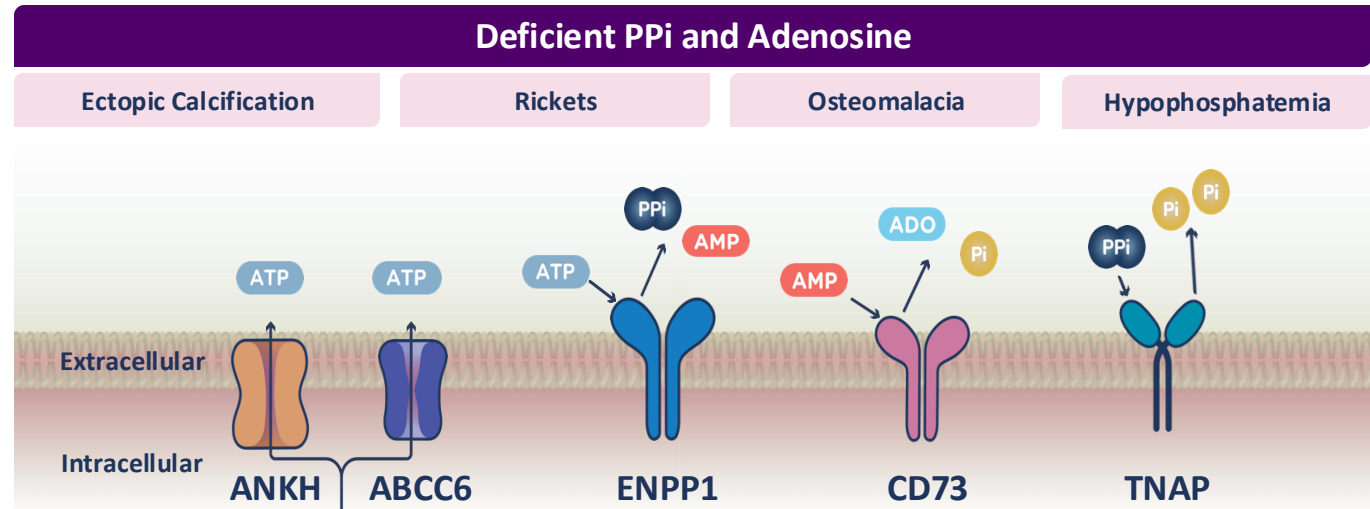 Deficient PPi and Adenosine
Ectopic Calcification
Rickets
Osteomalacia
Hypophosphatemia
ATP
ATP
ATP
PPi
AMP
AMP
ADO
Pi
PPi
Pi
Pi
Extracellular
Intracellular
ANKH
ABCC6
ENPP1
CD73
TNAP